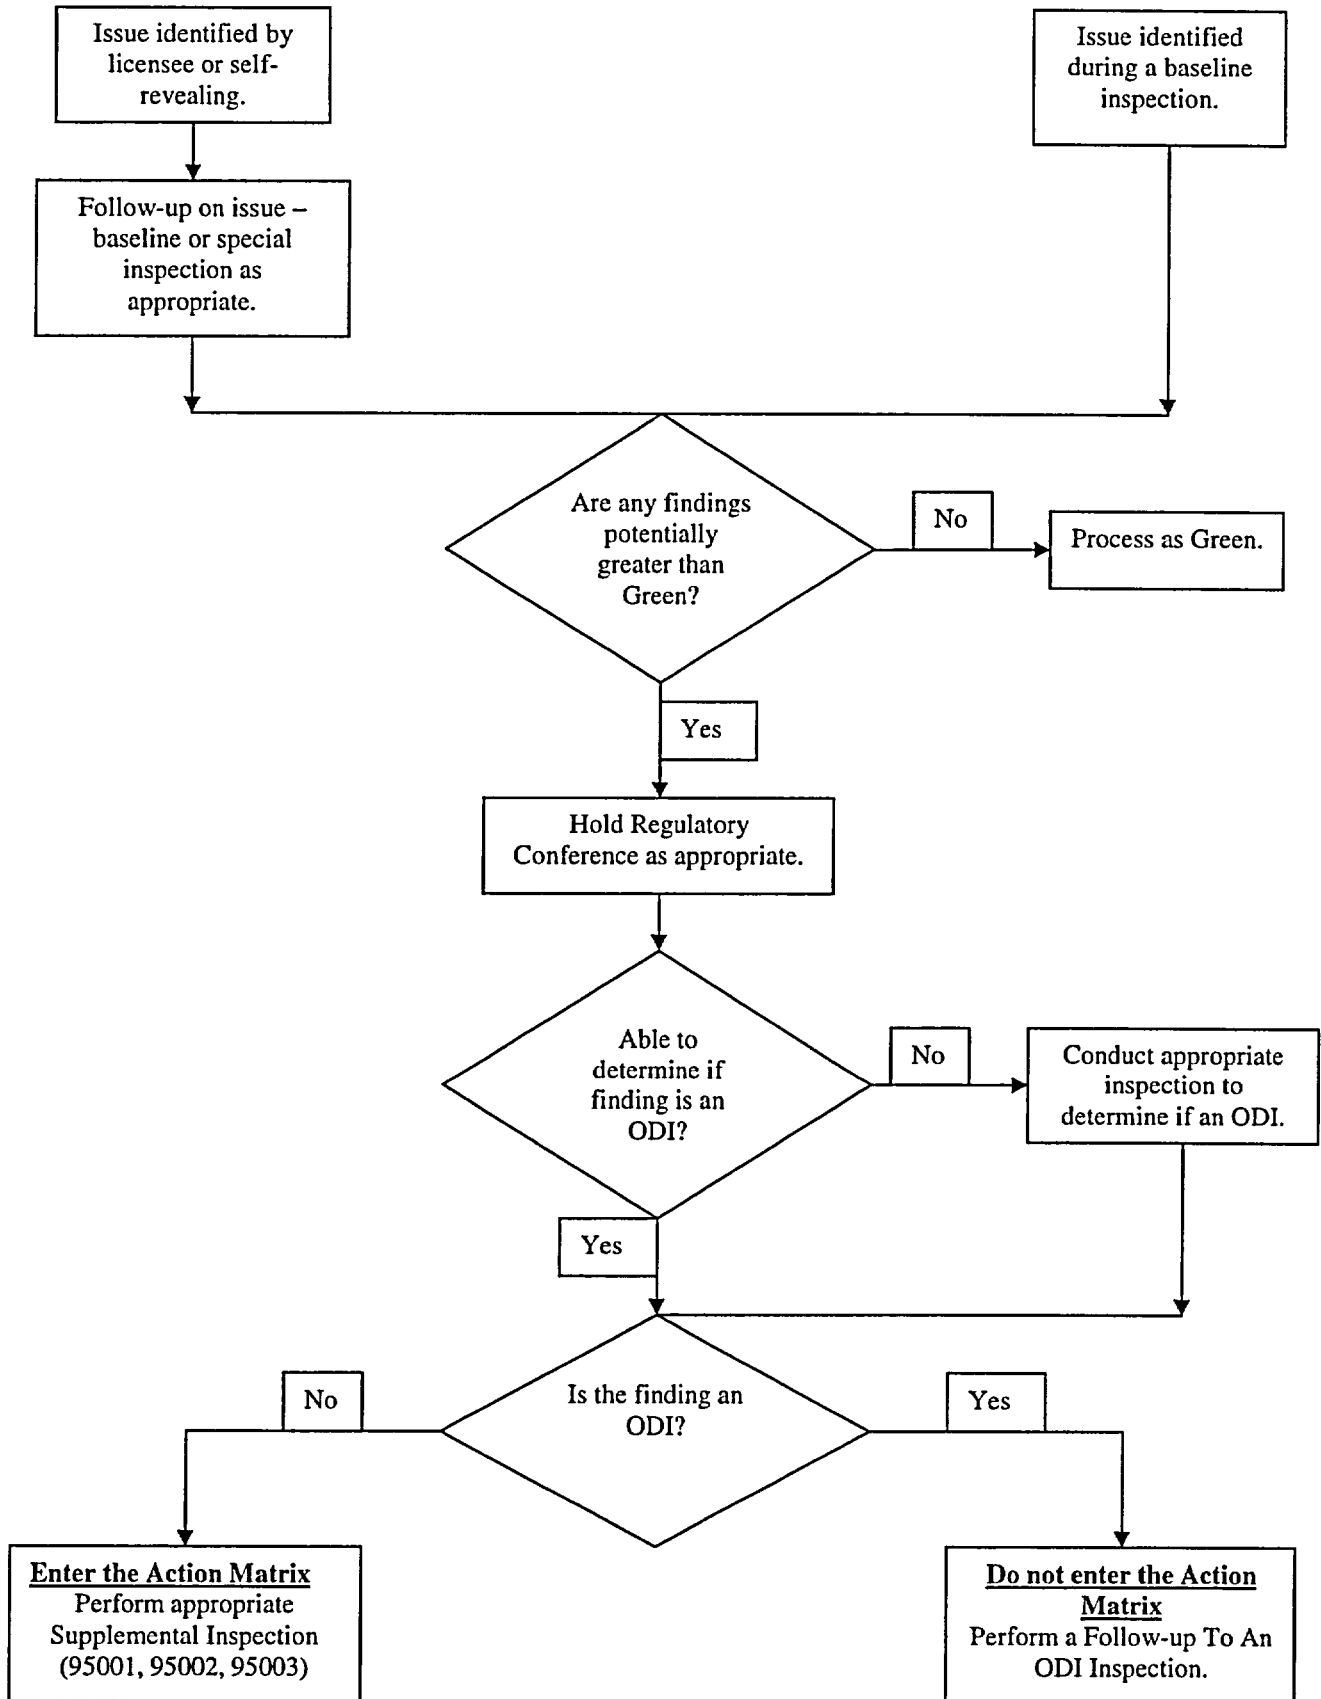 Issue identified by
licensee or self-
revealing.
Issue identified
during a baseline
inspection.
Follow-up on issue –
baseline or special
inspection as
appropriate.
Are any findings
potentially
greater than
Green?
No
Process as Green.
Yes
Hold Regulatory
Conference as appropriate.
Able to
determine if
finding is an
ODI?
No
Conduct appropriate
inspection to
determine if an ODI.
Yes
Is the finding an
ODI?
No
Yes
Enter the Action Matrix
Perform appropriate
Supplemental Inspection
(95001, 95002, 95003)
Do not enter the Action
Matrix
Perform a Follow-up To An
ODI Inspection.